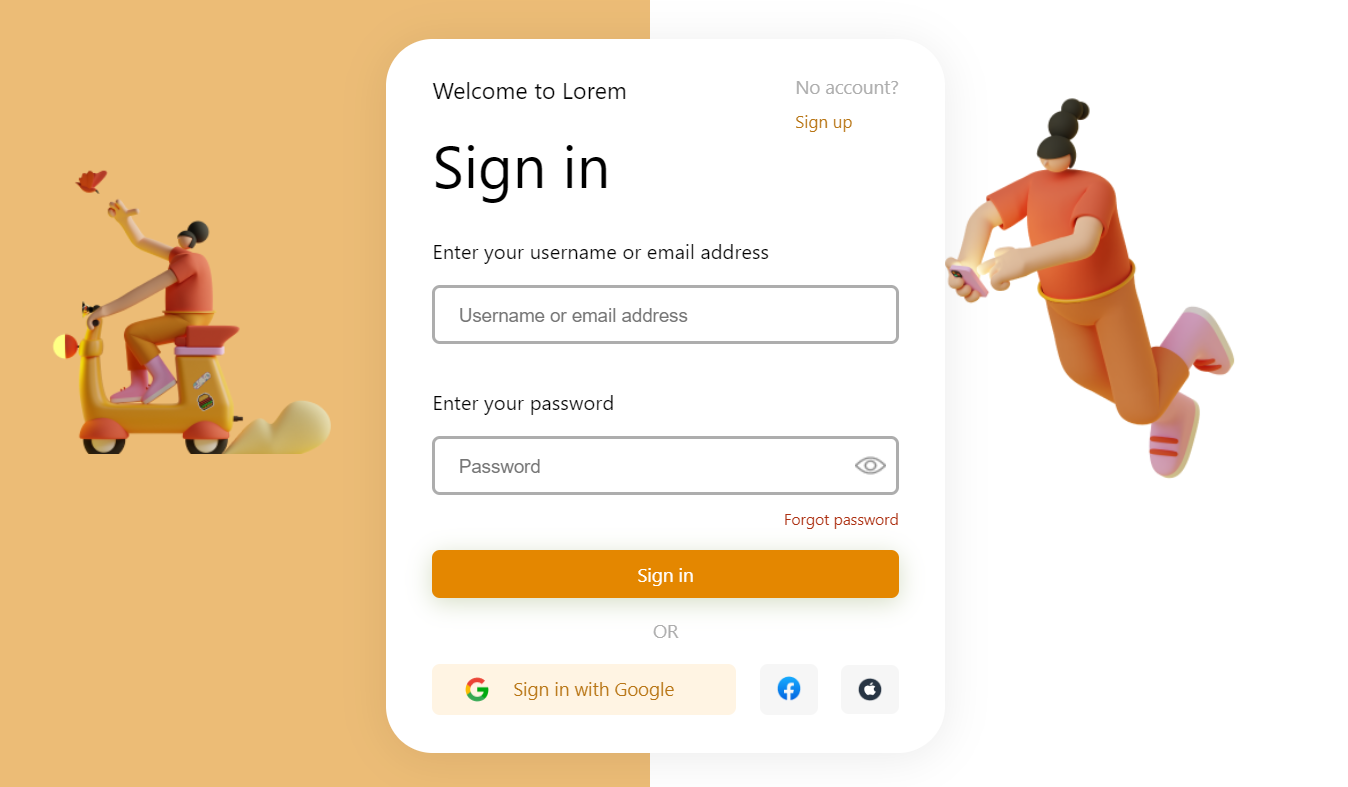 Welcome to Lorem
No account?
Sign up
Sign in
Enter your username or email address
Username or email address
Enter your password
Password
Forgot password
Sign in
OR
Sign in with Google